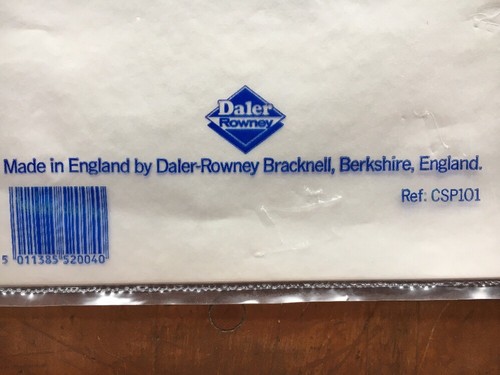 Daler
Rowney
Made in England by Daler-Rowney Bracknell, Berkshire, England.
Ref: CSP101
5 011385 520040